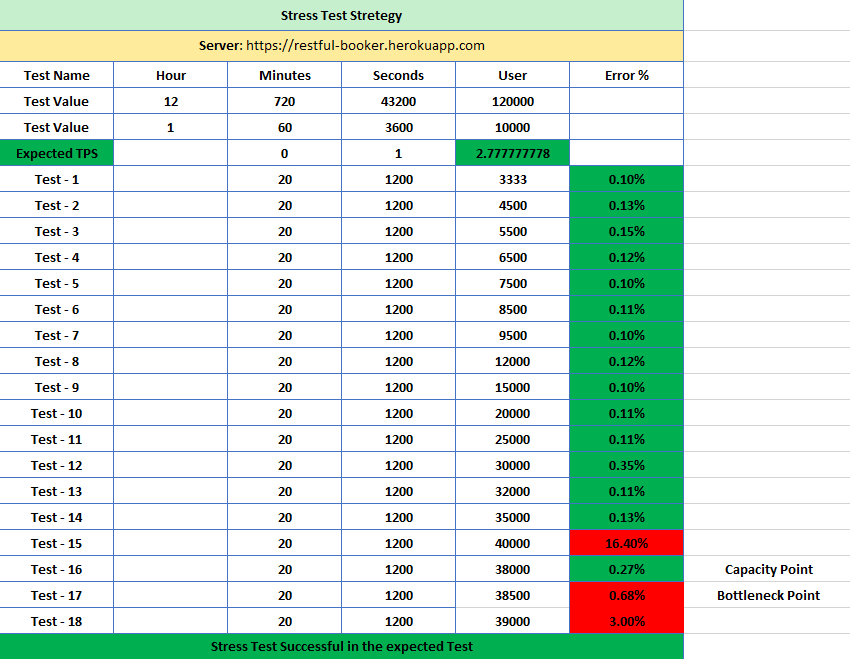 Stress Test Stretegy
Server: https://restful-booker.herokuapp.com
Test Name Hour Minutes Seconds User Error %
Test Value 12 720 43200 120000
Test Value 1 60 3600 10000
Expected TPS 0 1 2.777777778
Test - 1 20 1200 3333 0.10%
Test - 2 20 1200 4500 0.13%
Test - 3 20 1200 5500 0.15%
Test - 4 20 1200 6500 0.12%
Test - 5 20 1200 7500 0.10%
Test - 6 20 1200 8500 0.11%
Test - 7 20 1200 9500 0.10%
Test - 8 20 1200 12000 0.12%
Test - 9 20 1200 15000 0.10%
Test - 10 20 1200 20000 0.11%
Test - 11 20 1200 25000 0.11%
Test - 12 20 1200 30000 0.35%
Test - 13 20 1200 32000 0.11%
Test - 14 20 1200 35000 0.13%
Test - 15 20 1200 40000 16.40%
Test - 16 20 1200 38000 0.27% Capacity Point
Test - 17 20 1200 38500 0.68% Bottleneck Point
Test - 18 20 1200 39000 3.00%
Stress Test Successful in the expected Test